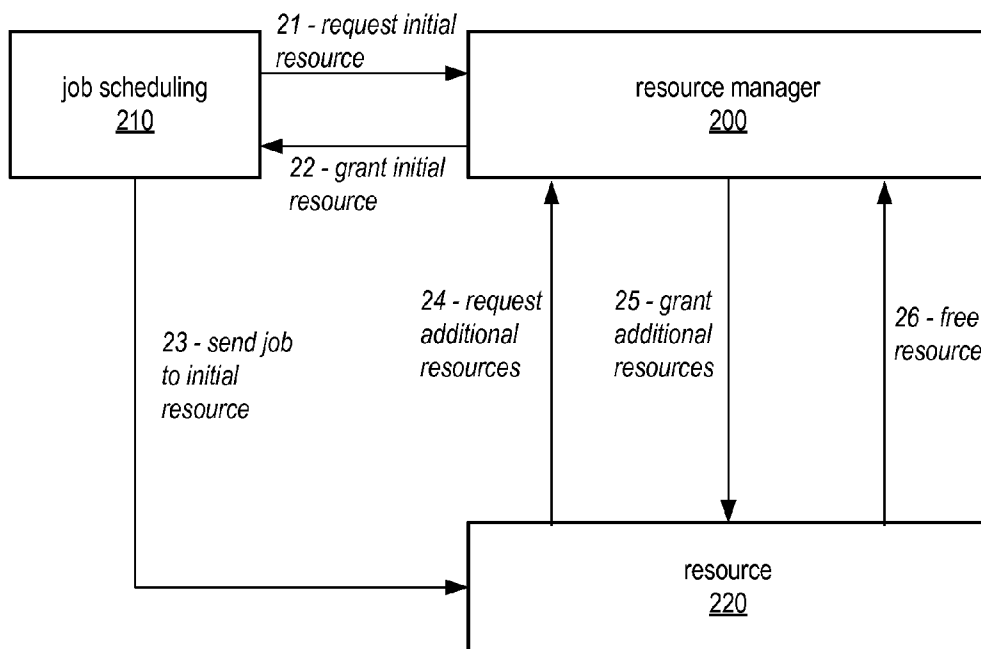 21 - request initial
resource
job scheduling
210
resource manager
200
22 - grant initial
resource
23 - send job
to initial
resource
24 - request
additional
resources
25 - grant
additional
resources
26 - free
resource
resource
220